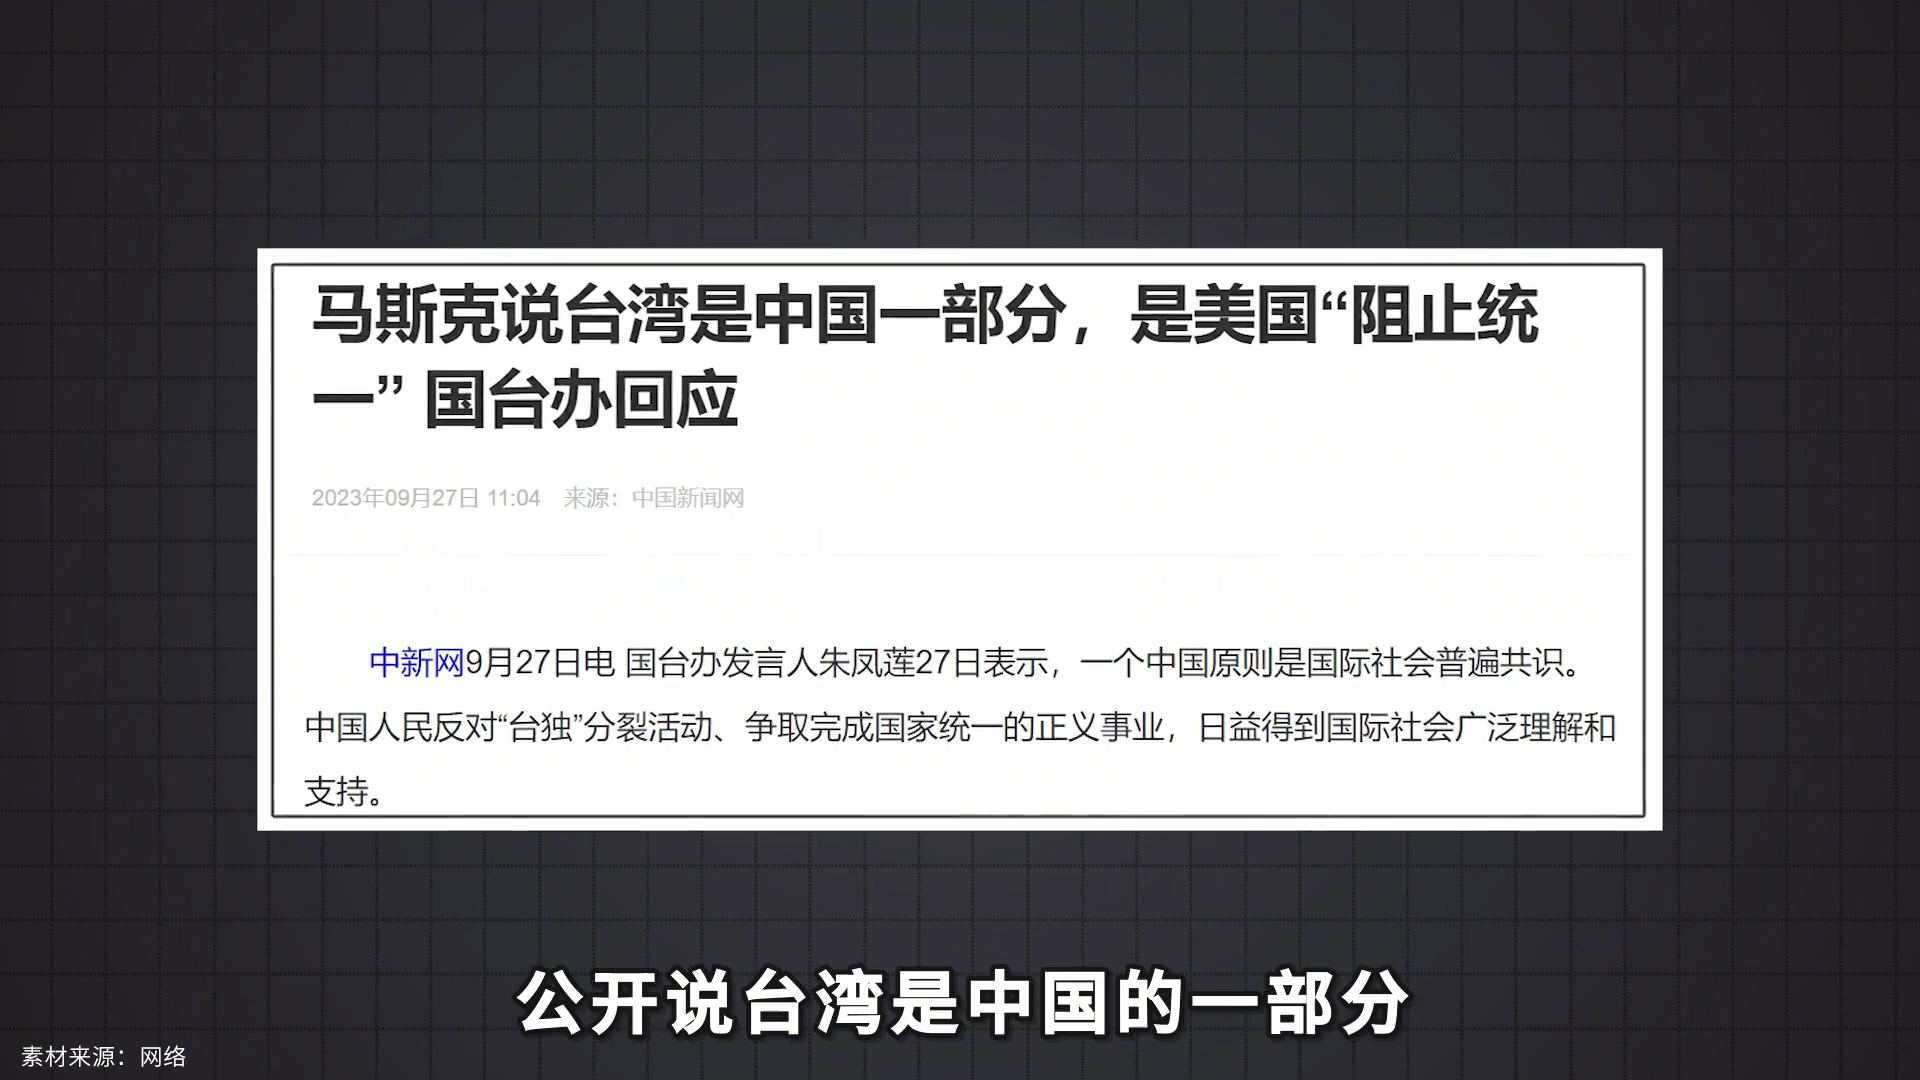 马斯克说台湾是中国一部分，是美国“阻止统
一” 国台办回应
2023年09月27日 11:04 来源：中国新闻网
中新网9月27日电 国台办发言人朱凤莲27日表示，一个中国原则是国际社会普遍共识。
中国人民反对“台独”分裂活动、争取完成国家统一的正义事业，日益得到国际社会广泛理解和
支持。
公开说台湾是中国的一部分
素材来源：网络